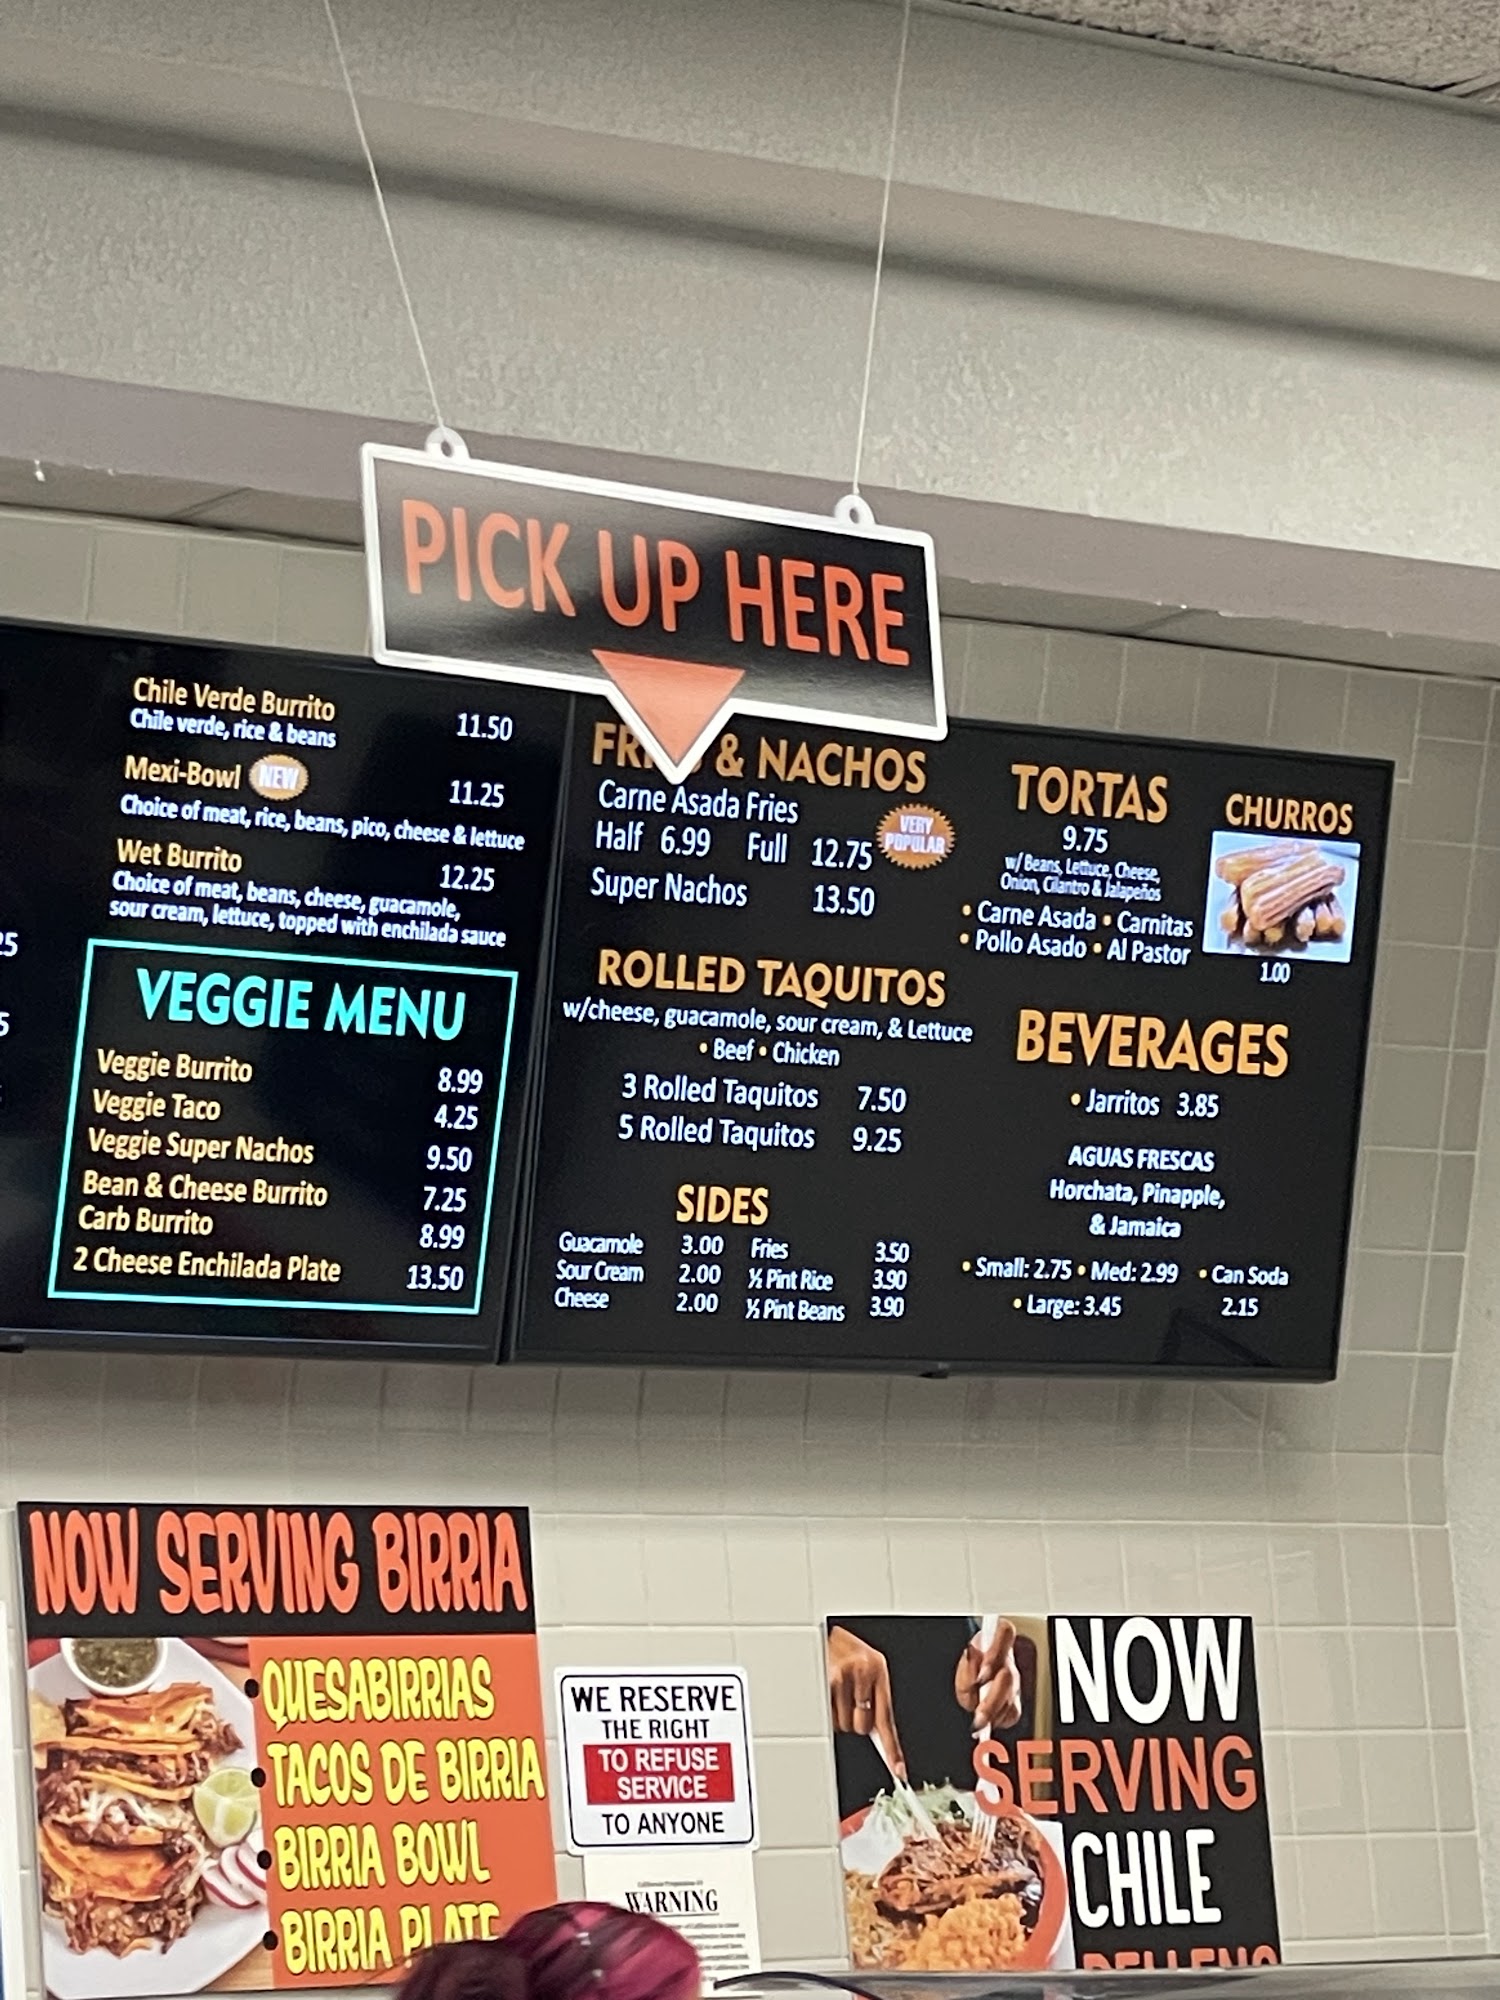 PICK UP HERE
Chile Verde Burrito 11.50
Chile verde, rice & beans
Mexi-Bowl NEW 11.25
Choice of meat, rice, beans, pico, cheese & lettuce
Wet Burrito 12.25
Choice of meat, beans, cheese, guacamole,
sour cream, lettuce, topped with enchilada sauce
VEGGIE MENU
Veggie Burrito 8.99
Veggie Taco 4.25
Veggie Super Nachos 9.50
Bean & Cheese Burrito 7.25
Carb Burrito 8.99
2 Cheese Enchilada Plate 13.50
& NACHOS
Carne Asada Fries
Half 6.99 Full 12.75
VERY
POPULAR
Super Nachos 13.50
ROLLED TAQUITOS
w/cheese, guacamole, sour cream, & Lettuce
• Beef • Chicken
3 Rolled Taquitos 7.50
5 Rolled Taquitos 9.25
SIDES
Guacamole 3.00 Fries 3.50
Sour Cream 2.00 ½ Pint Rice 3.90
Cheese 2.00 ½ Pint Beans 3.90
TORTAS
9.75
w/ Beans, Lettuce, Cheese,
Onion, Cilantro & Jalapeños
• Carne Asada • Carnitas
• Pollo Asado • Al Pastor
CHURROS
1.00
BEVERAGES
• Jarritos 3.85
AGUAS FRESCAS
Horchata, Pinapple,
& Jamaica
• Small: 2.75 • Med: 2.99 • Can Soda
• Large: 3.45 2.15
NOW SERVING BIRRIA
• QUESABIRRIAS
• TACOS DE BIRRIA
• BIRRIA BOWL
• BIRRIA PLATE
WE RESERVE
THE RIGHT
TO REFUSE
SERVICE
TO ANYONE
WARNING
NOW
SERVING
CHILE
RELLENO